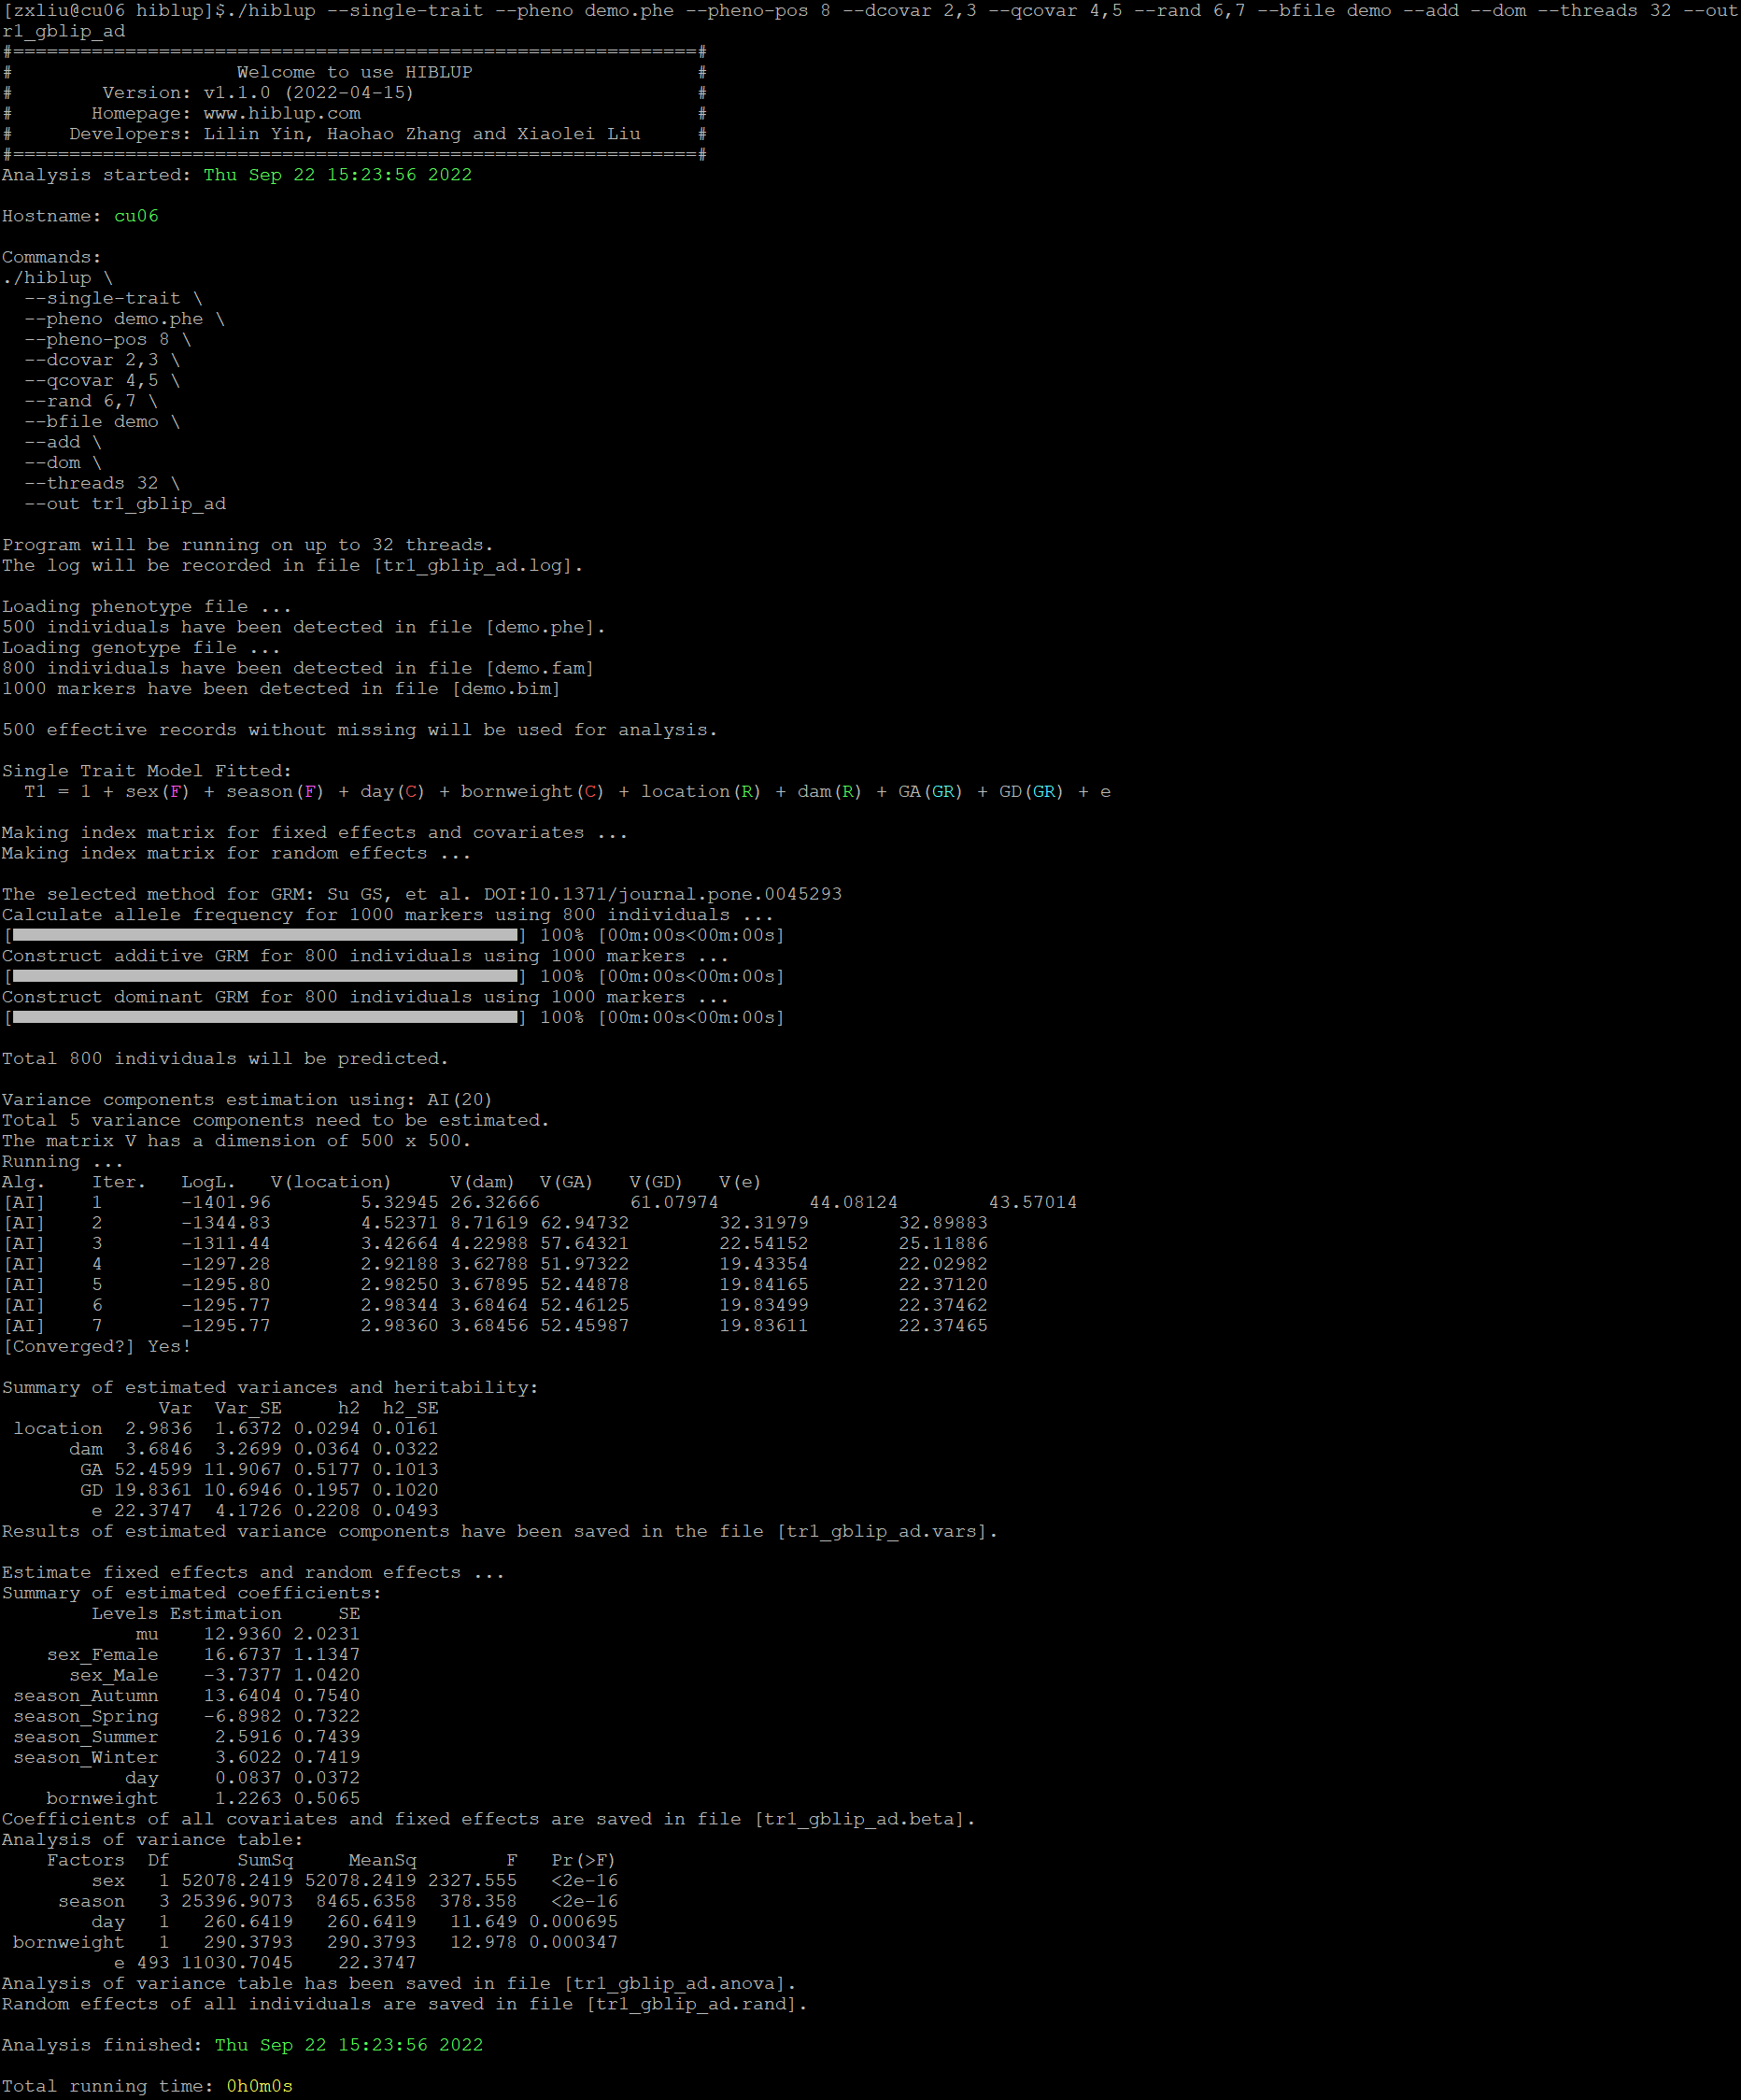 [zxliu@cu06 hiblup]$./hiblup --single-trait --pheno demo.phe --pheno-pos 8 --dcovar 2,3 --qcovar 4,5 --rand 6,7 --bfile demo --add --dom --threads 32 --out t
r1_gblip_ad
#=============================================================#
#                    Welcome to use HIBLUP                    #
#        Version: v1.1.0 (2022-04-15)                         #
#       Homepage: www.hiblup.com                              #
#     Developers: Lilin Yin, Haohao Zhang and Xiaolei Liu     #
#=============================================================#
Analysis started: Thu Sep 22 15:23:56 2022
Hostname: cu06
Commands:
./hiblup \
  --single-trait \
  --pheno demo.phe \
  --pheno-pos 8 \
  --dcovar 2,3 \
  --qcovar 4,5 \
  --rand 6,7 \
  --bfile demo \
  --add \
  --dom \
  --threads 32 \
  --out tr1_gblip_ad
Program will be running on up to 32 threads.
The log will be recorded in file [tr1_gblip_ad.log].
Loading phenotype file ...
500 individuals have been detected in file [demo.phe].
Loading genotype file ...
800 individuals have been detected in file [demo.fam]
1000 markers have been detected in file [demo.bim]
500 effective records without missing will be used for analysis.
Single Trait Model Fitted:
  T1 = 1 + sex(F) + season(F) + day(C) + bornweight(C) + location(R) + dam(R) + GA(GR) + GD(GR) + e
Making index matrix for fixed effects and covariates ...
Making index matrix for random effects ...
The selected method for GRM: Su GS, et al. DOI:10.1371/journal.pone.0045293
Calculate allele frequency for 1000 markers using 800 individuals ...
[                                             ] 100% [00m:00s<00m:00s]
Construct additive GRM for 800 individuals using 1000 markers ...
[                                             ] 100% [00m:00s<00m:00s]
Construct dominant GRM for 800 individuals using 1000 markers ...
[                                             ] 100% [00m:00s<00m:00s]
Total 800 individuals will be predicted.
Variance components estimation using: AI(20)
Total 5 variance components need to be estimated.
The matrix V has a dimension of 500 x 500.
Running ...
Alg.    Iter.   LogL.   V(location)     V(dam)  V(GA)   V(GD)   V(e)
[AI]    1       -1401.96        5.32945 26.32666        61.07974        44.08124        43.57014
[AI]    2       -1344.83        4.52371 8.71619 62.94732        32.31979        32.89883
[AI]    3       -1311.44        3.42664 4.22988 57.64321        22.54152        25.11886
[AI]    4       -1297.28        2.92188 3.62788 51.97322        19.43354        22.02982
[AI]    5       -1295.80        2.98250 3.67895 52.44878        19.84165        22.37120
[AI]    6       -1295.77        2.98344 3.68464 52.46125        19.83499        22.37462
[AI]    7       -1295.77        2.98360 3.68456 52.45987        19.83611        22.37465
[Converged?] Yes!
Summary of estimated variances and heritability:
              Var  Var_SE     h2  h2_SE
 location  2.9836  1.6372 0.0294 0.0161
      dam  3.6846  3.2699 0.0364 0.0322
       GA 52.4599 11.9067 0.5177 0.1013
       GD 19.8361 10.6946 0.1957 0.1020
        e 22.3747  4.1726 0.2208 0.0493
Results of estimated variance components have been saved in the file [tr1_gblip_ad.vars].
Estimate fixed effects and random effects ...
Summary of estimated coefficients:
        Levels Estimation     SE
            mu    12.9360 2.0231
    sex_Female    16.6737 1.1347
      sex_Male    -3.7377 1.0420
 season_Autumn    13.6404 0.7540
 season_Spring    -6.8982 0.7322
 season_Summer     2.5916 0.7439
 season_Winter     3.6022 0.7419
           day     0.0837 0.0372
    bornweight     1.2263 0.5065
Coefficients of all covariates and fixed effects are saved in file [tr1_gblip_ad.beta].
Analysis of variance table:
    Factors  Df      SumSq     MeanSq        F   Pr(>F)
        sex   1 52078.2419 52078.2419 2327.555   <2e-16
     season   3 25396.9073  8465.6358  378.358   <2e-16
        day   1   260.6419   260.6419   11.649 0.000695
 bornweight   1   290.3793   290.3793   12.978 0.000347
          e 493 11030.7045    22.3747
Analysis of variance table has been saved in file [tr1_gblip_ad.anova].
Random effects of all individuals are saved in file [tr1_gblip_ad.rand].
Analysis finished: Thu Sep 22 15:23:56 2022
Total running time: 0h0m0s